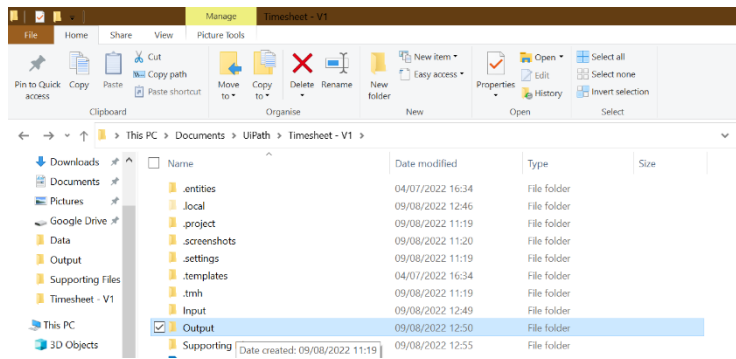 Manage Timesheet - V1
File Home Share View Picture Tools
Pin to Quick access
Copy
Paste
Cut
Copy path
Paste shortcut
Clipboard
Move to
Copy to
Delete
Rename
Organise
New folder
New item
Easy access
New
Properties
Open
Edit
History
Open
Select all
Select none
Invert selection
Select
This PC > Documents > UiPath > Timesheet - V1 >
Downloads
Documents
Pictures
Google Drive
Data
Output
Supporting Files
Timesheet - V1
This PC
3D Objects
Name Date modified Type Size
.entities 04/07/2022 16:34 File folder
.local 09/08/2022 12:46 File folder
.project 09/08/2022 11:19 File folder
.screenshots 09/08/2022 11:20 File folder
.settings 09/08/2022 11:19 File folder
.templates 04/07/2022 16:34 File folder
.tmh 09/08/2022 11:19 File folder
Input 09/08/2022 12:49 File folder
Output 09/08/2022 12:50 File folder
Supporting 09/08/2022 12:55 File folder
Date created: 09/08/2022 11:19